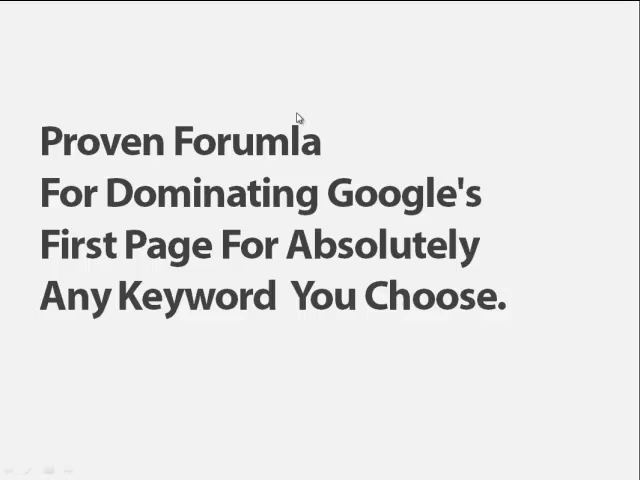 Proven Forumla
For Dominating Google's
First Page For Absolutely
Any Keyword You Choose.